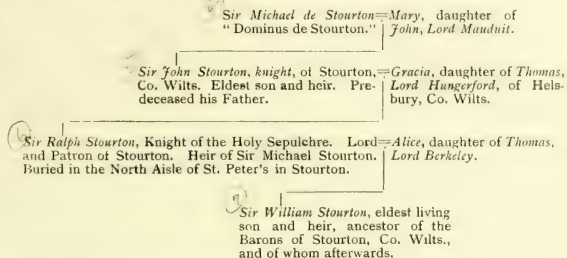 Sir Michael de Stourton=Mary, daughter of
"Dominus de Stourton." John, Lord Mauduit.
Sir John Stourton, knight, of Stourton,=Gracia, daughter of Thomas,
Co. Wilts. Eldest son and heir. Pre- Lord Hungerford, of Hels-
deceased his Father. bury, Co. Wilts.
Sir Ralph Stourton, Knight of the Holy Sepulchre. Lord=Alice, daughter of Thomas,
and Patron of Stourton. Heir of Sir Michael Stourton. Lord Berkeley.
Buried in the North Aisle of St. Peter's in Stourton.
Sir William Stourton, eldest living
son and heir, ancestor of the
Barons of Stourton, Co. Wilts.,
and of whom afterwards.